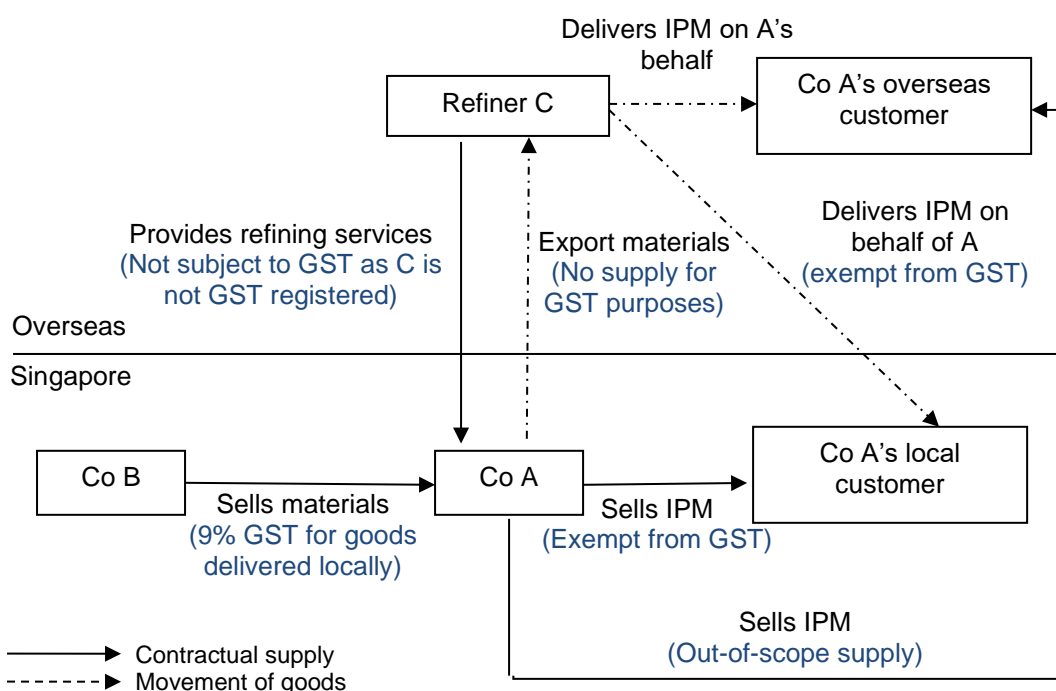 Delivers IPM on A's
behalf
Refiner C
Co A's overseas
customer
Provides refining services
(Not subject to GST as C is
not GST registered)
Export materials
(No supply for
GST purposes)
Delivers IPM on
behalf of A
(exempt from GST)
Overseas
Singapore
Co B
Co A
Co A's local
customer
Sells materials
(9% GST for goods
delivered locally)
Sells IPM
(Exempt from GST)
Sells IPM
(Out-of-scope supply)
Contractual supply
Movement of goods